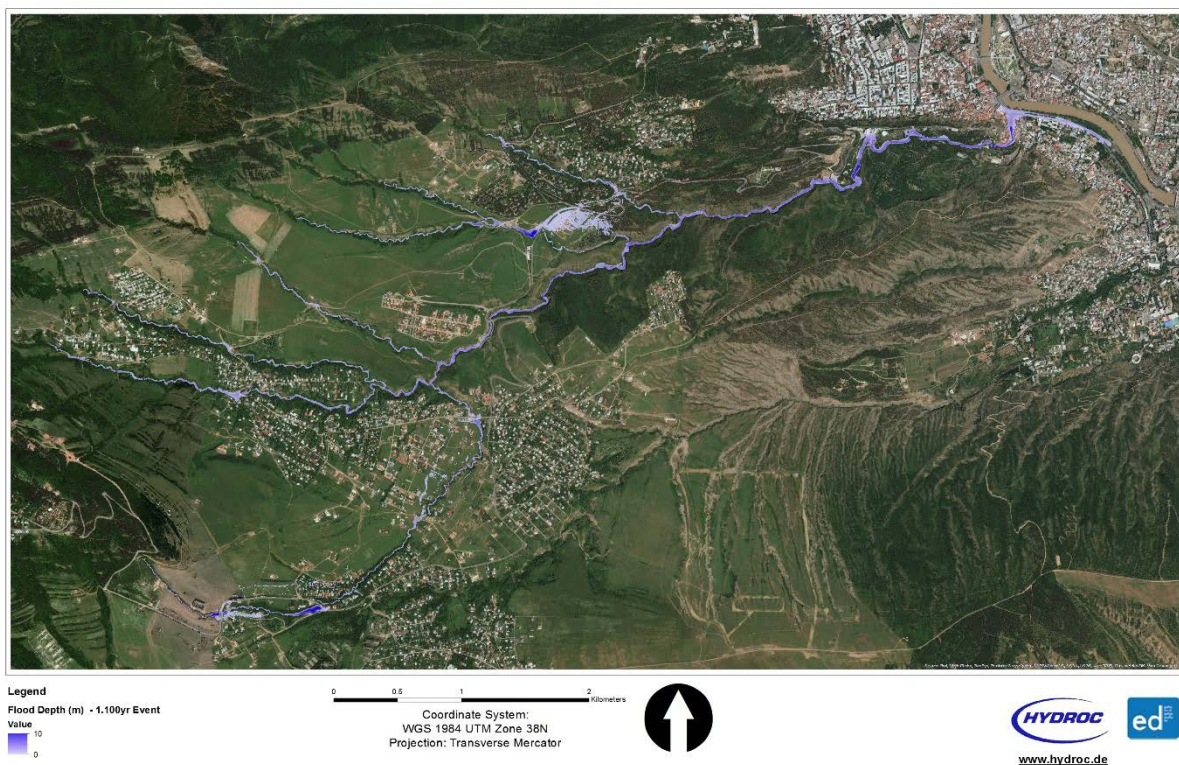 Legend
Flood Depth (m) - 1.100yr Event
Value
10
0
0 0.5 1 2
Kilometers
Coordinate System:
WGS 1984 UTM Zone 38N
Projection: Transverse Mercator
HYDROC
ed
www.hydroc.de